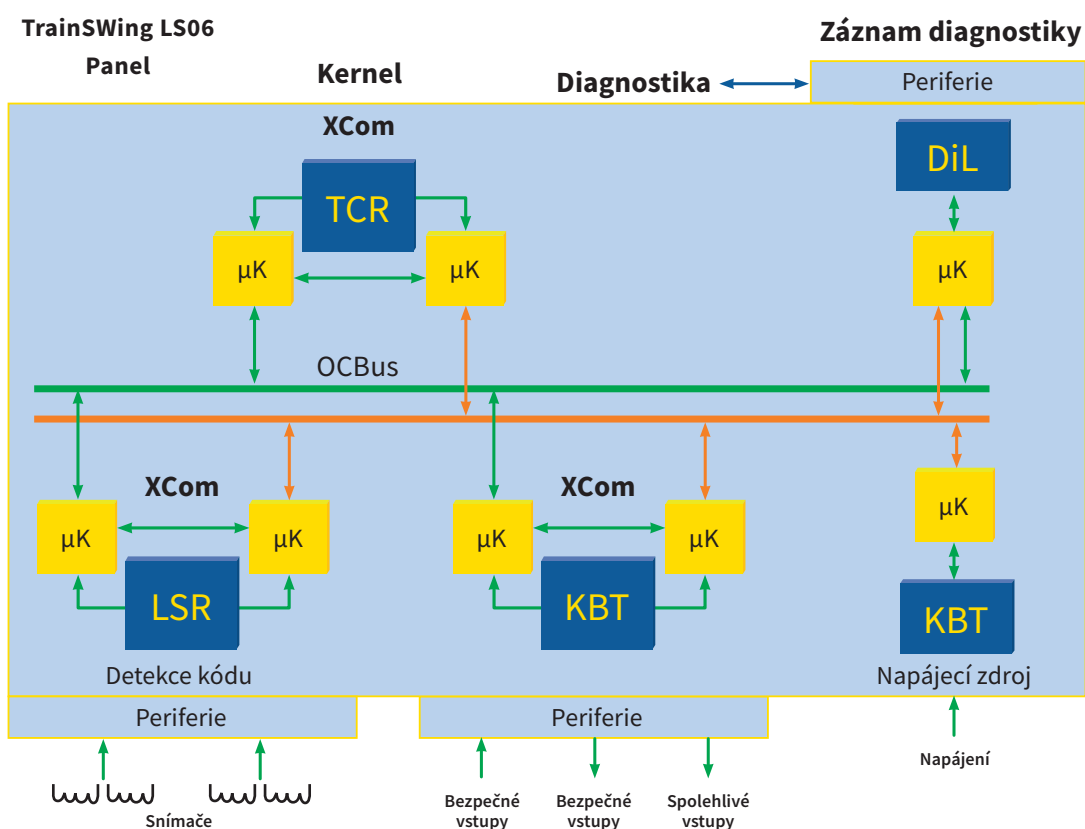 TrainSWing LS06
Panel
Kernel
Záznam diagnostiky
Diagnostika
Periferie
XCom
TCR
DiL
µK
µK
µK
OCBus
XCom
XCom
µK
µK
µK
µK
µK
LSR
KBT
KBT
Detekce kódu
Napájecí zdroj
Periferie
Periferie
Napájení
Snímače
Bezpečné
vstupy
Bezpečné
vstupy
Spolehlivé
vstupy